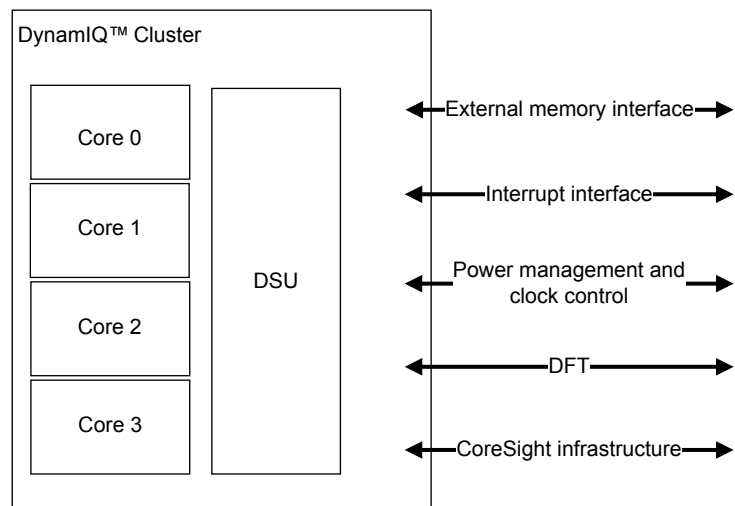 DynamIQ™ Cluster
Core 0
Core 1
Core 2
Core 3
DSU
External memory interface
Interrupt interface
Power management and
clock control
DFT
CoreSight infrastructure